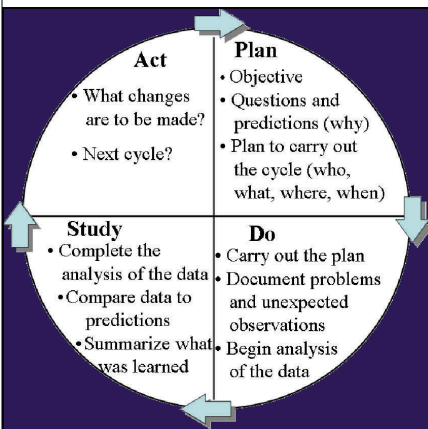 Act
• What changes
are to be made?
• Next cycle?
Plan
• Objective
• Questions and
predictions (why)
• Plan to carry out
the cycle (who,
what, where, when)
Study
• Complete the
analysis of the data
• Compare data to
predictions
• Summarize what
was learned
Do
• Carry out the plan
• Document problems
and unexpected
observations
• Begin analysis
of the data